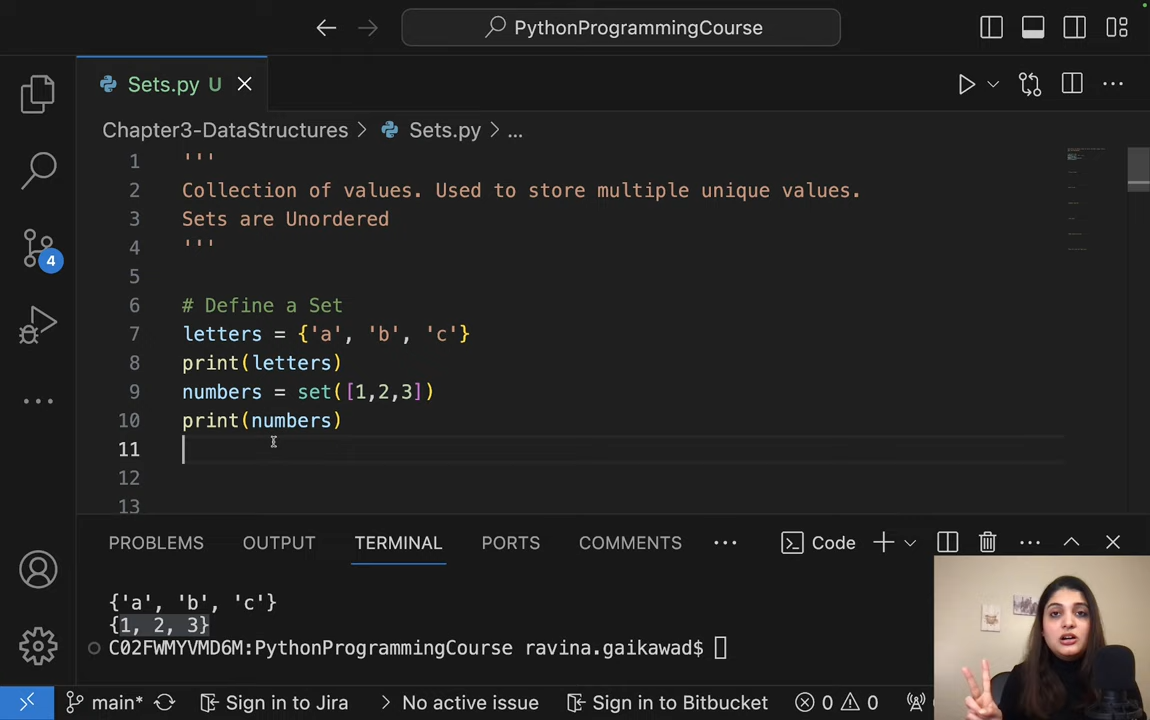 PythonProgrammingCourse
Sets.py U
Chapter3-DataStructures > Sets.py > ...
1 '''
2 Collection of values. Used to store multiple unique values.
3 Sets are Unordered
4 '''
5
6 # Define a Set
7 letters = {'a', 'b', 'c'}
8 print(letters)
9 numbers = set([1,2,3])
10 print(numbers)
11
12
13
4
PROBLEMS OUTPUT TERMINAL PORTS COMMENTS ... Code
{'a', 'b', 'c'}
{1, 2, 3}
C02FWMYVMD6M:PythonProgrammingCourse ravina.gaikawad$
main* Sign in to Jira No active issue Sign in to Bitbucket 0 0